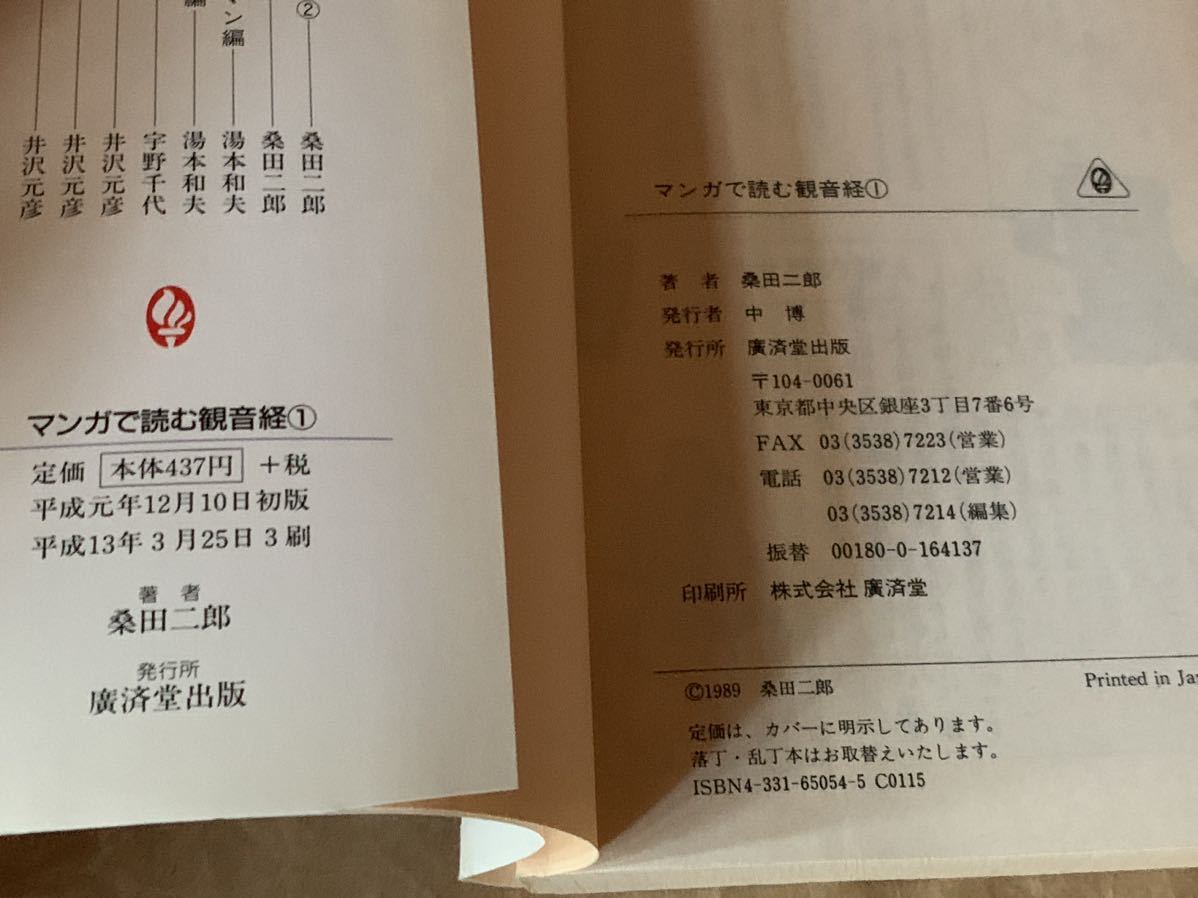 ②
マン編
編
桑田二郎
桑田二郎
湯本和夫
湯本和夫
宇野千代
井沢元彦
井沢元彦
井沢元彦
マンガで読む観音経①
定価 本体437円 +税
平成元年12月10日初版
平成13年3月25日3刷
著者
桑田二郎
発行所
廣済堂出版
マンガで読む観音経①
著者 桑田二郎
発行者 中 博
発行所 廣済堂出版
〒104-0061
東京都中央区銀座3丁目7番6号
FAX 03(3538)7223(営業)
電話 03(3538)7212(営業)
03(3538)7214(編集)
振替 00180-0-164137
印刷所 株式会社 廣済堂
©1989 桑田二郎
Printed in Jap
定価は、カバーに明示してあります。
落丁・乱丁本はお取替えいたします。
ISBN4-331-65054-5 C0115